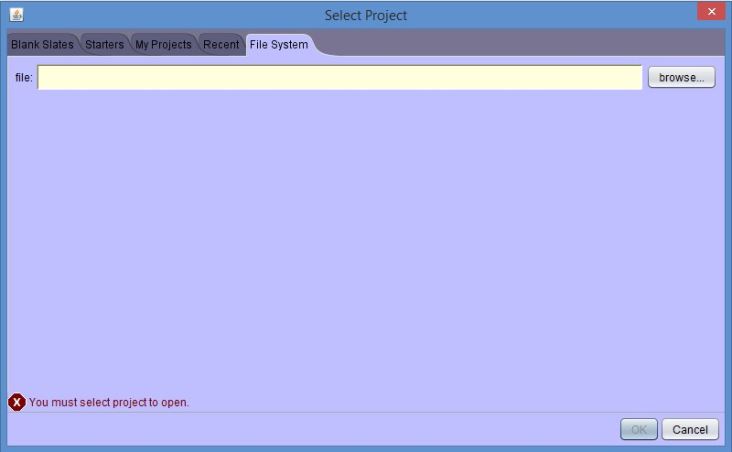 Select Project
Blank Slates Starters My Projects Recent File System
file: browse...
You must select project to open.
OK Cancel